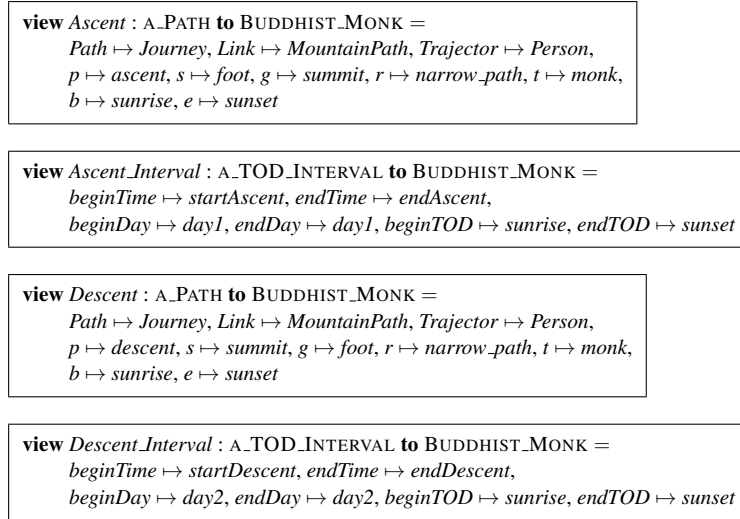 view Ascent : A_PATH to BUDDHIST_MONK =
Path ↦ Journey, Link ↦ MountainPath, Trajector ↦ Person,
p ↦ ascent, s ↦ foot, g ↦ summit, r ↦ narrow_path, t ↦ monk,
b ↦ sunrise, e ↦ sunset
view Ascent_Interval : A_TOD_INTERVAL to BUDDHIST_MONK =
beginTime ↦ startAscent, endTime ↦ endAscent,
beginDay ↦ day1, endDay ↦ day1, beginTOD ↦ sunrise, endTOD ↦ sunset
view Descent : A_PATH to BUDDHIST_MONK =
Path ↦ Journey, Link ↦ MountainPath, Trajector ↦ Person,
p ↦ descent, s ↦ summit, g ↦ foot, r ↦ narrow_path, t ↦ monk,
b ↦ sunrise, e ↦ sunset
view Descent_Interval : A_TOD_INTERVAL to BUDDHIST_MONK =
beginTime ↦ startDescent, endTime ↦ endDescent,
beginDay ↦ day2, endDay ↦ day2, beginTOD ↦ sunrise, endTOD ↦ sunset